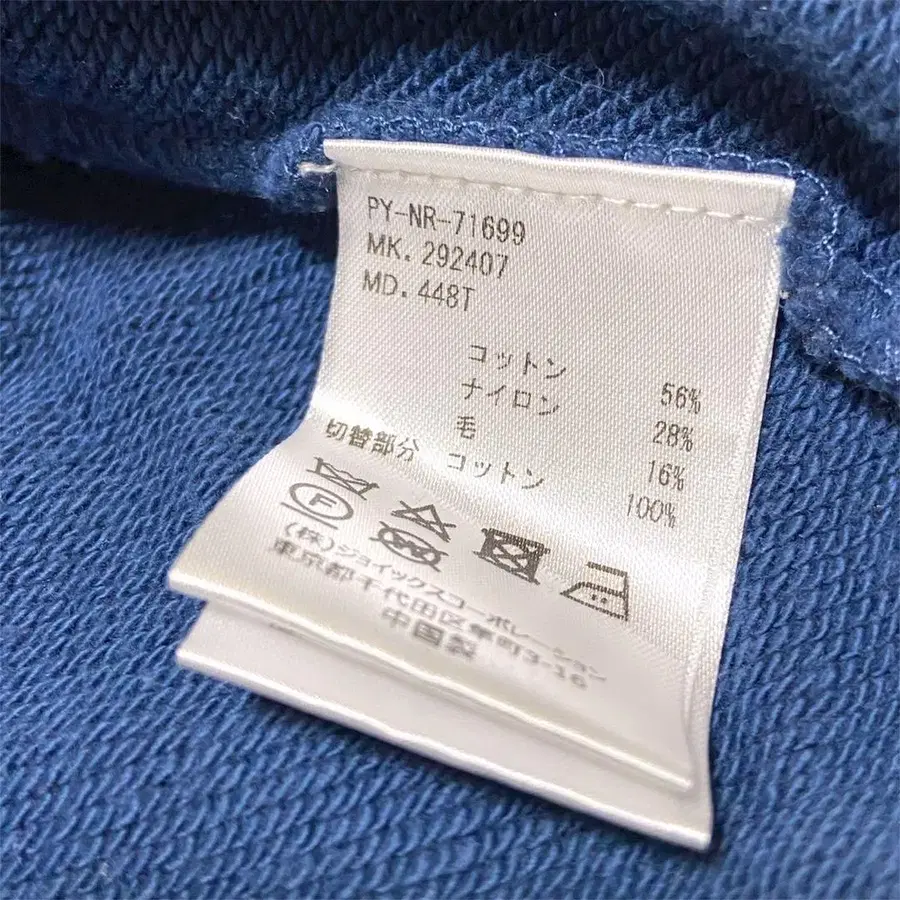 PY-NR-71699
MK.292407
MD.448T
コットン 56%
ナイロン 28%
毛 16%
切替部分 コットン 100%
F
W
(株)ジョイックスコーポレーション
東京都千代田区隼町3-16
中国製